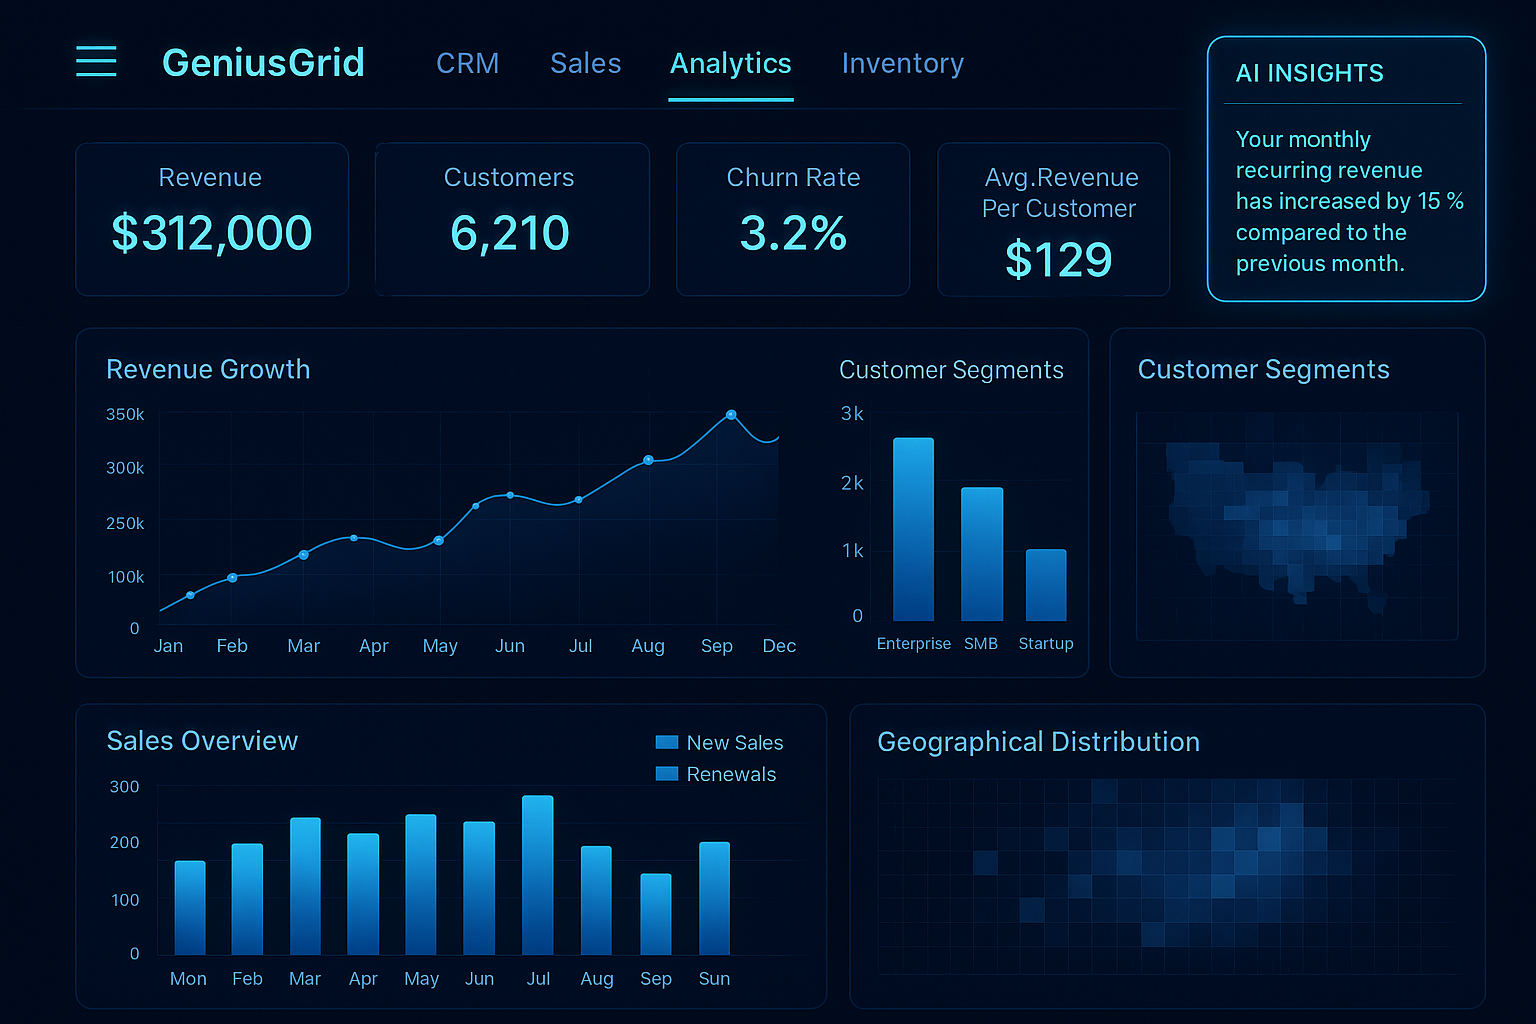 GeniusGrid
CRM
Sales
Analytics
Inventory
AI INSIGHTS
Your monthly
recurring revenue
has increased by 15 %
compared to the
previous month.
Revenue
$312,000
Customers
6,210
Churn Rate
3.2%
Avg.Revenue
Per Customer
$129
Revenue Growth
350k
300k
250k
100k
0
Jan Feb Mar Apr May Jun Jul Aug Sep Dec
Customer Segments
3k
2k
1k
0
Enterprise SMB Startup
Customer Segments
Sales Overview
New Sales
Renewals
300
200
100
0
Mon Feb Mar Apr May Jun Jul Aug Sep Sun
Geographical Distribution